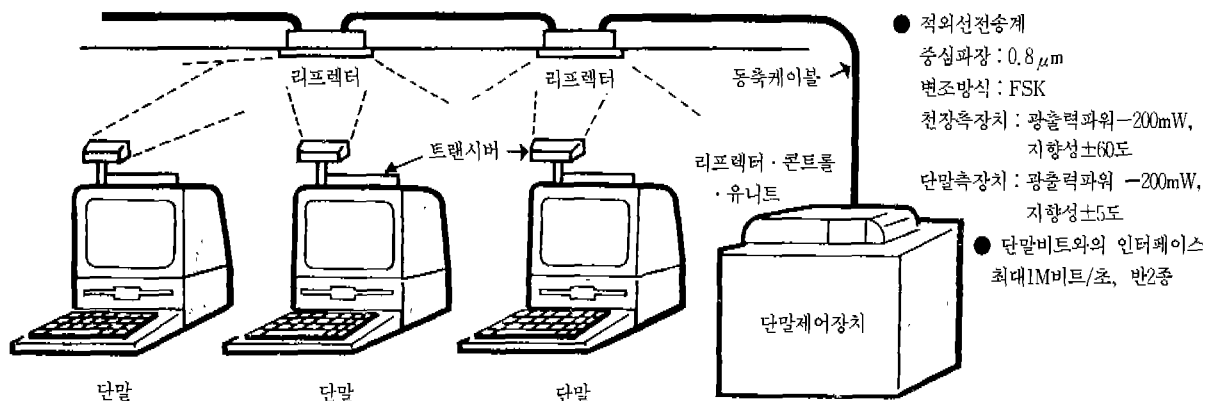 리프렉터
리프렉터
동축케이블
트랜시버
리프렉터·콘트롤
·유니트
단말제어장치
단말
단말
단말
● 적외선전송계
중심파장 : 0.8μm
변조방식 : FSK
천장측장치 : 광출력파워−200mW,
지향성±60도
단말측장치 : 광출력파워 −200mW,
지향성±5도
● 단말비트와의 인터페이스
최대1M비트/초, 반2종